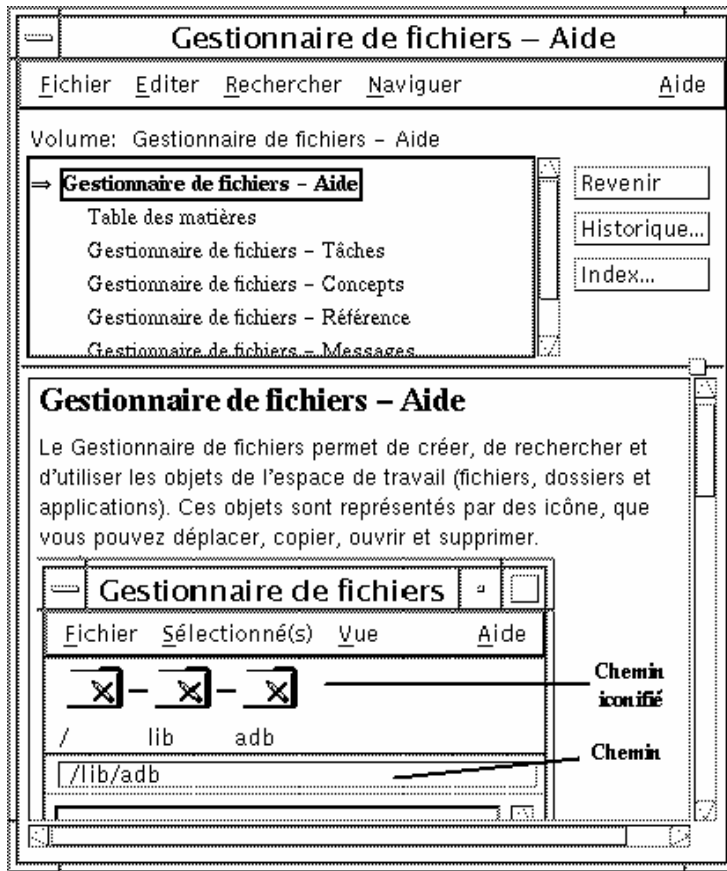 Gestionnaire de fichiers – Aide
Fichier Editer Rechercher Naviguer Aide
Volume: Gestionnaire de fichiers – Aide
⇒ Gestionnaire de fichiers – Aide
Table des matières
Gestionnaire de fichiers – Tâches
Gestionnaire de fichiers – Concepts
Gestionnaire de fichiers – Référence
Gestionnaire de fichiers – Messages
Revenir
Historique...
Index...
Gestionnaire de fichiers – Aide
Le Gestionnaire de fichiers permet de créer, de rechercher et
d'utiliser les objets de l'espace de travail (fichiers, dossiers et
applications). Ces objets sont représentés par des icône, que
vous pouvez déplacer, copier, ouvrir et supprimer.
Gestionnaire de fichiers
Fichier Sélectionné(s) Vue Aide
Chemin
iconifié
/ lib adb
Chemin
/lib/adb